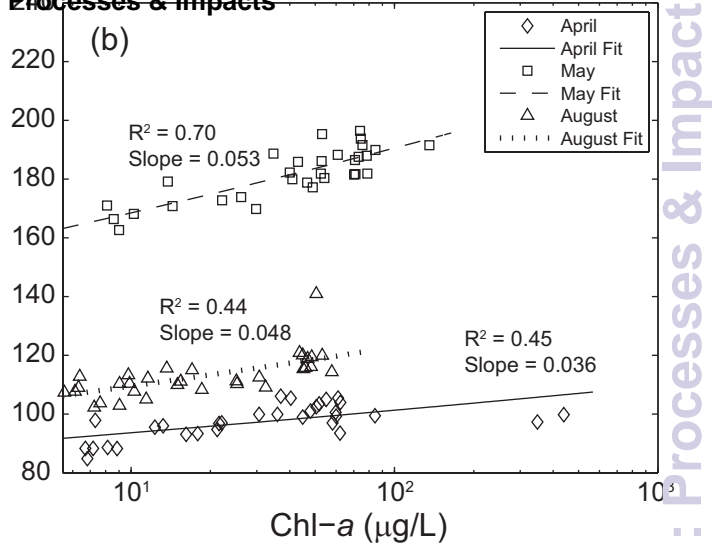 Processes & Impacts
240
(b)
April
April Fit
May
May Fit
August
August Fit
220
200
180
160
140
120
100
80
R² = 0.70
Slope = 0.053
R² = 0.44
Slope = 0.048
R² = 0.45
Slope = 0.036
10¹
10²
10³
Chl−a (μg/L)
: Processes & Impact